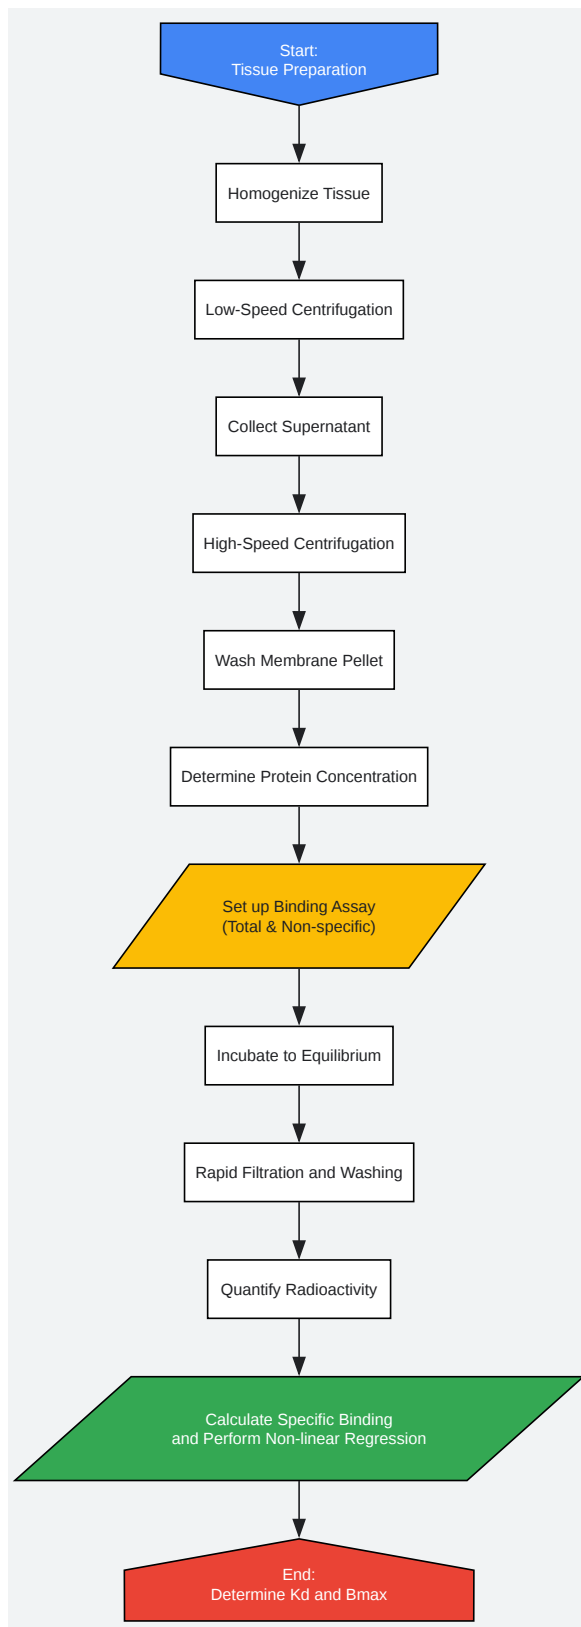 Start:
Tissue Preparation
Homogenize Tissue
Low-Speed Centrifugation
Collect Supernatant
High-Speed Centrifugation
Wash Membrane Pellet
Determine Protein Concentration
Set up Binding Assay
(Total & Non-specific)
Incubate to Equilibrium
Rapid Filtration and Washing
Quantify Radioactivity
Calculate Specific Binding
and Perform Non-linear Regression
End:
Determine Kd and Bmax